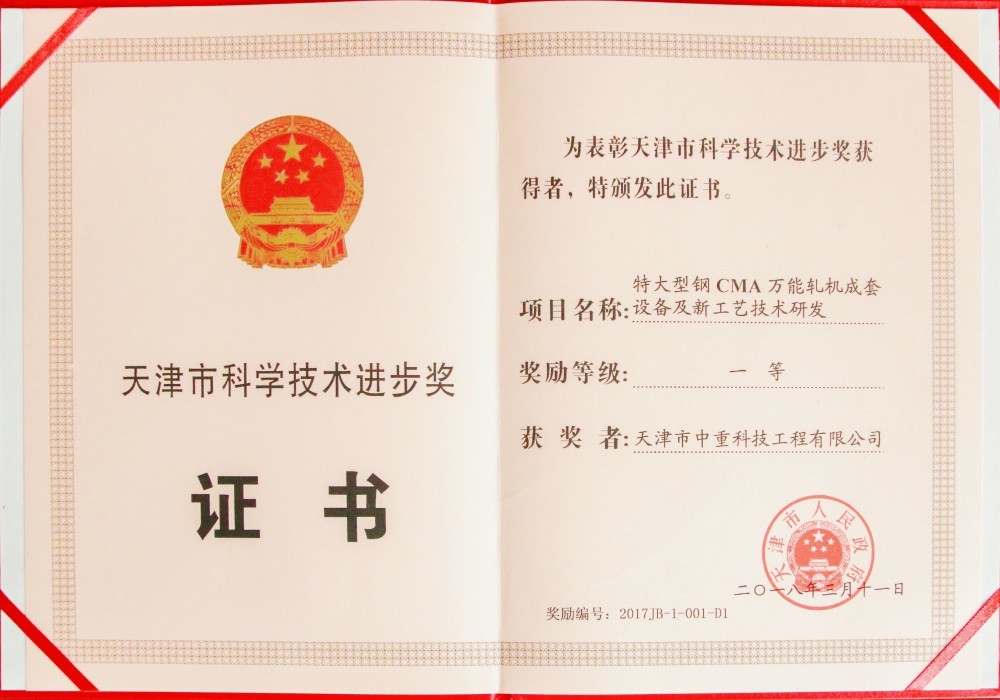 天津市科学技术进步奖
证 书
为表彰天津市科学技术进步奖获
得者，特颁发此证书。
项目名称:
特大型钢 CMA 万能轧机成套
设备及新工艺技术研发
奖励等级: 一 等
获 奖 者: 天津市中重科技工程有限公司
天津市人民政府
二〇一八年三月十一日
奖励编号：2017JB-1-001-D1